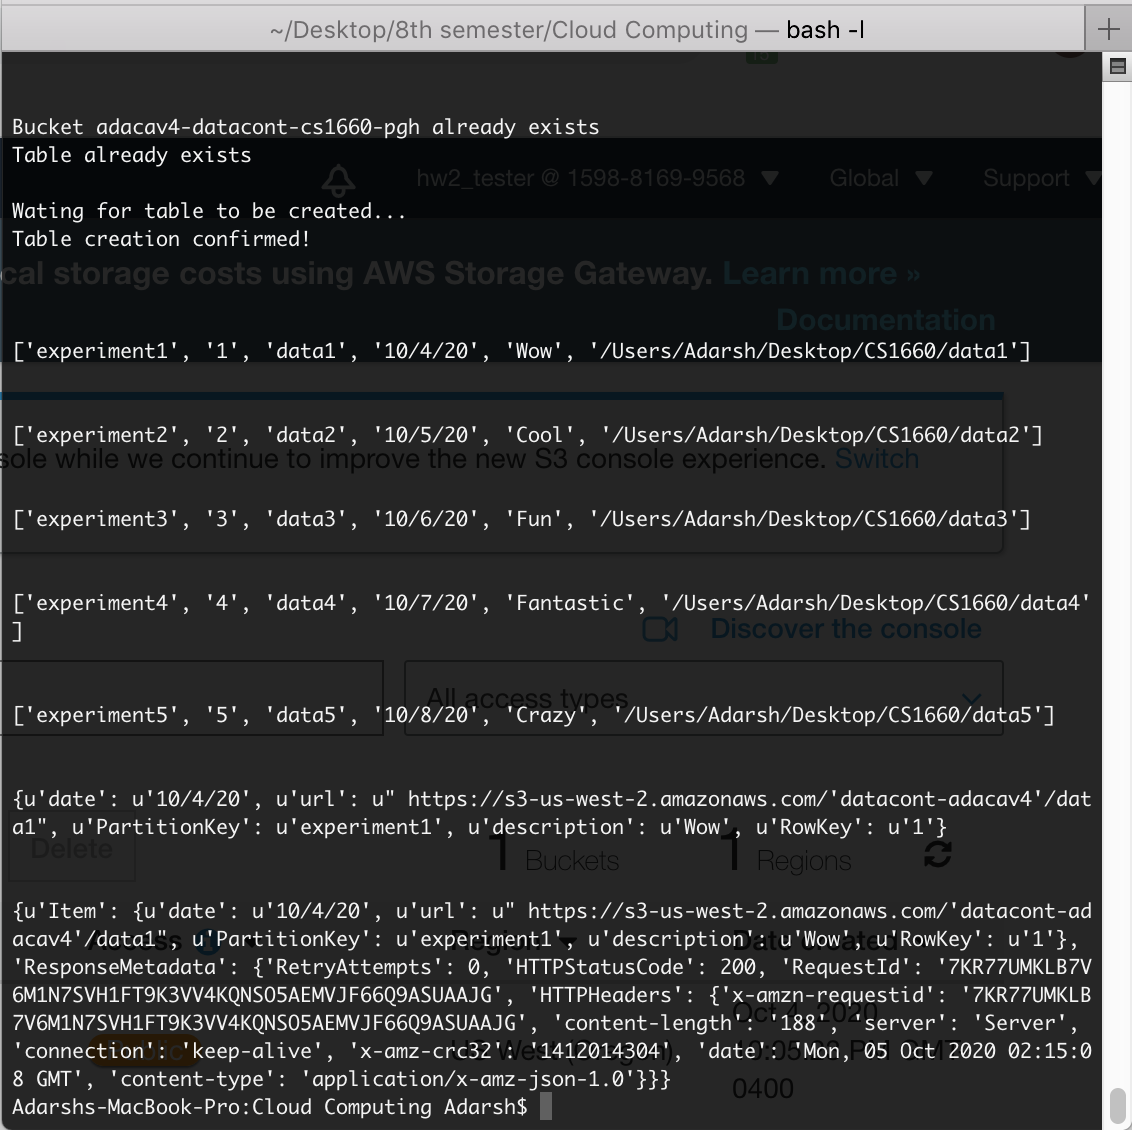 ~/Desktop/8th semester/Cloud Computing — bash -l
Bucket adacav4-datacont-cs1660-pgh already exists
Table already exists
hw2_tester @ 1598-8169-9568 Global Support
Wating for table to be created...
Table creation confirmed!
cal storage costs using AWS Storage Gateway. Learn more »
Documentation
['experiment1', '1', 'data1', '10/4/20', 'Wow', '/Users/Adarsh/Desktop/CS1660/data1']
['experiment2', '2', 'data2', '10/5/20', 'Cool', '/Users/Adarsh/Desktop/CS1660/data2']
sole while we continue to improve the new S3 console experience. Switch
['experiment3', '3', 'data3', '10/6/20', 'Fun', '/Users/Adarsh/Desktop/CS1660/data3']
['experiment4', '4', 'data4', '10/7/20', 'Fantastic', '/Users/Adarsh/Desktop/CS1660/data4'
]
Discover the console
All access types
['experiment5', '5', 'data5', '10/8/20', 'Crazy', '/Users/Adarsh/Desktop/CS1660/data5']
{u'date': u'10/4/20', u'url': u" https://s3-us-west-2.amazonaws.com/'datacont-adacav4'/dat
a1", u'PartitionKey': u'experiment1', u'description': u'Wow', u'RowKey': u'1'}
Delete 1 Buckets 1 Regions
{u'Item': {u'date': u'10/4/20', u'url': u" https://s3-us-west-2.amazonaws.com/'datacont-ad
acav4'/data1", u'PartitionKey': u'experiment1', u'description': u'Wow', u'RowKey': u'1'},
Access Region Date created
'ResponseMetadata': {'RetryAttempts': 0, 'HTTPStatusCode': 200, 'RequestId': '7KR77UMKLB7V
6M1N7SVH1FT9K3VV4KQNSO5AEMVJF66Q9ASUAAJG', 'HTTPHeaders': {'x-amzn-requestid': '7KR77UMKLB
7V6M1N7SVH1FT9K3VV4KQNSO5AEMVJF66Q9ASUAAJG', 'content-length': '188', 'server': 'Server',
Oct 4, 2020
'connection': 'keep-alive', 'x-amz-crc32': '1412014304', 'date': 'Mon, 05 Oct 2020 02:15:0
Public US West (Oregon)
8 GMT', 'content-type': 'application/x-amz-json-1.0'}}}
0400
Adarshs-MacBook-Pro:Cloud Computing Adarsh$